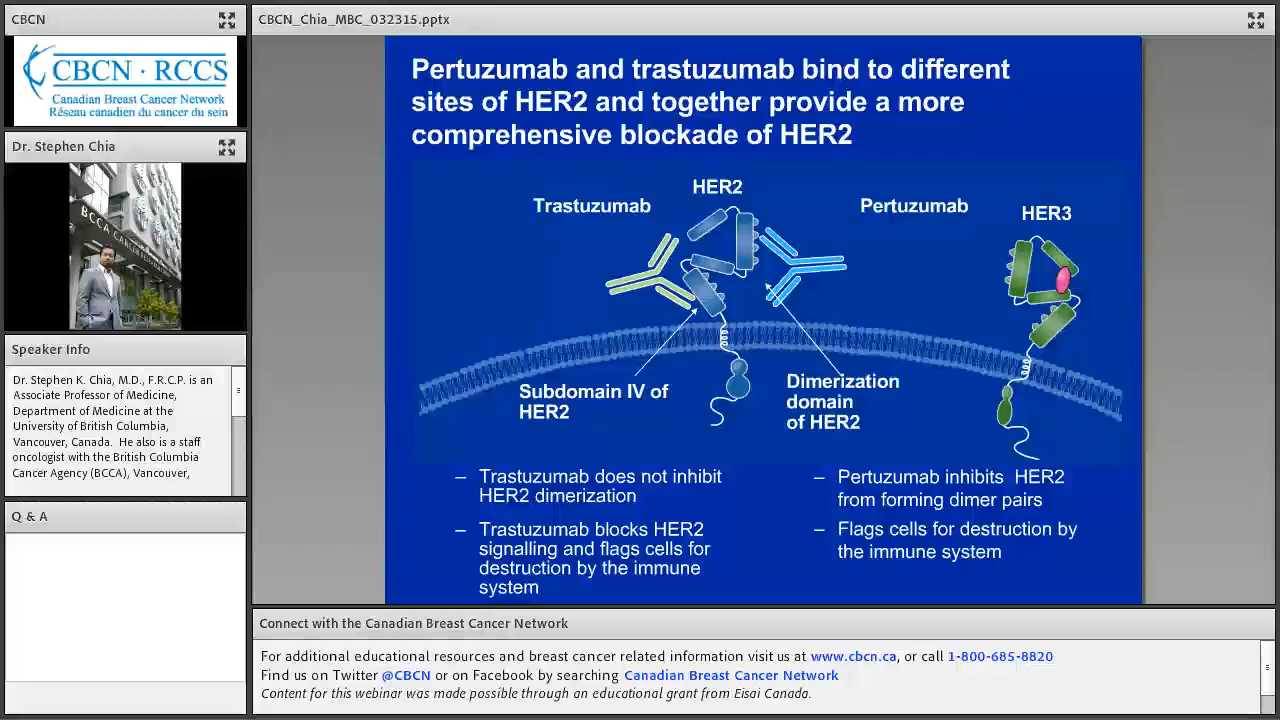 CBCN
CBCN · RCCS
Canadian Breast Cancer Network
Réseau canadien du cancer du sein
Dr. Stephen Chia
BCCA CANCER RESEARCH
Speaker Info
Dr. Stephen K. Chia, M.D., F.R.C.P. is an
Associate Professor of Medicine,
Department of Medicine at the
University of British Columbia,
Vancouver, Canada. He also is a staff
oncologist with the British Columbia
Cancer Agency (BCCA), Vancouver,
Q & A
CBCN_Chia_MBC_032315.pptx
Pertuzumab and trastuzumab bind to different
sites of HER2 and together provide a more
comprehensive blockade of HER2
HER2
Trastuzumab
Pertuzumab
HER3
Subdomain IV of
HER2
Dimerization
domain
of HER2
– Trastuzumab does not inhibit
HER2 dimerization
– Trastuzumab blocks HER2
signalling and flags cells for
destruction by the immune
system
– Pertuzumab inhibits HER2
from forming dimer pairs
– Flags cells for destruction by
the immune system
Connect with the Canadian Breast Cancer Network
For additional educational resources and breast cancer related information visit us at www.cbcn.ca, or call 1-800-685-8820
Find us on Twitter @CBCN or on Facebook by searching Canadian Breast Cancer Network
Content for this webinar was made possible through an educational grant from Eisai Canada.